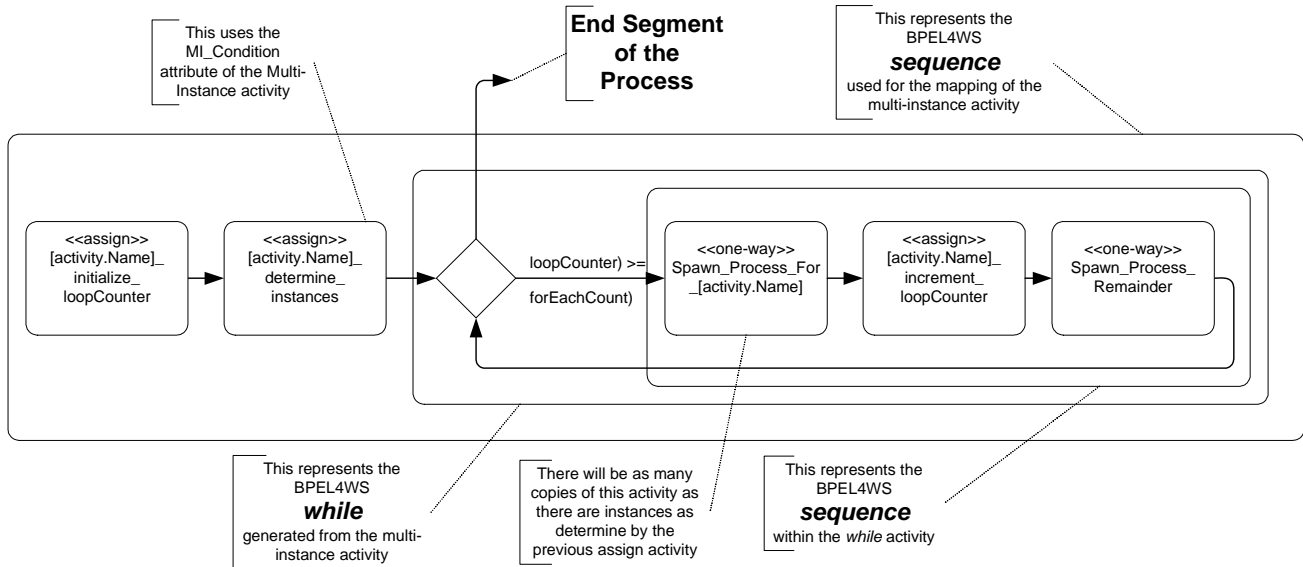 This uses the
MI_Condition
attribute of the Multi-
Instance activity
End Segment
of the
Process
This represents the
BPEL4WS
sequence
used for the mapping of the
multi-instance activity
<<assign>>
[activity.Name]_
initialize_
loopCounter
<<assign>>
[activity.Name]_
determine_
instances
loopCounter) >=
forEachCount)
<<one-way>>
Spawn_Process_For
_[activity.Name]
<<assign>>
[activity.Name]_
increment_
loopCounter
<<one-way>>
Spawn_Process_
Remainder
This represents the
BPEL4WS
while
generated from the multi-
instance activity
There will be as many
copies of this activity as
there are instances as
determine by the
previous assign activity
This represents the
BPEL4WS
sequence
within the while activity